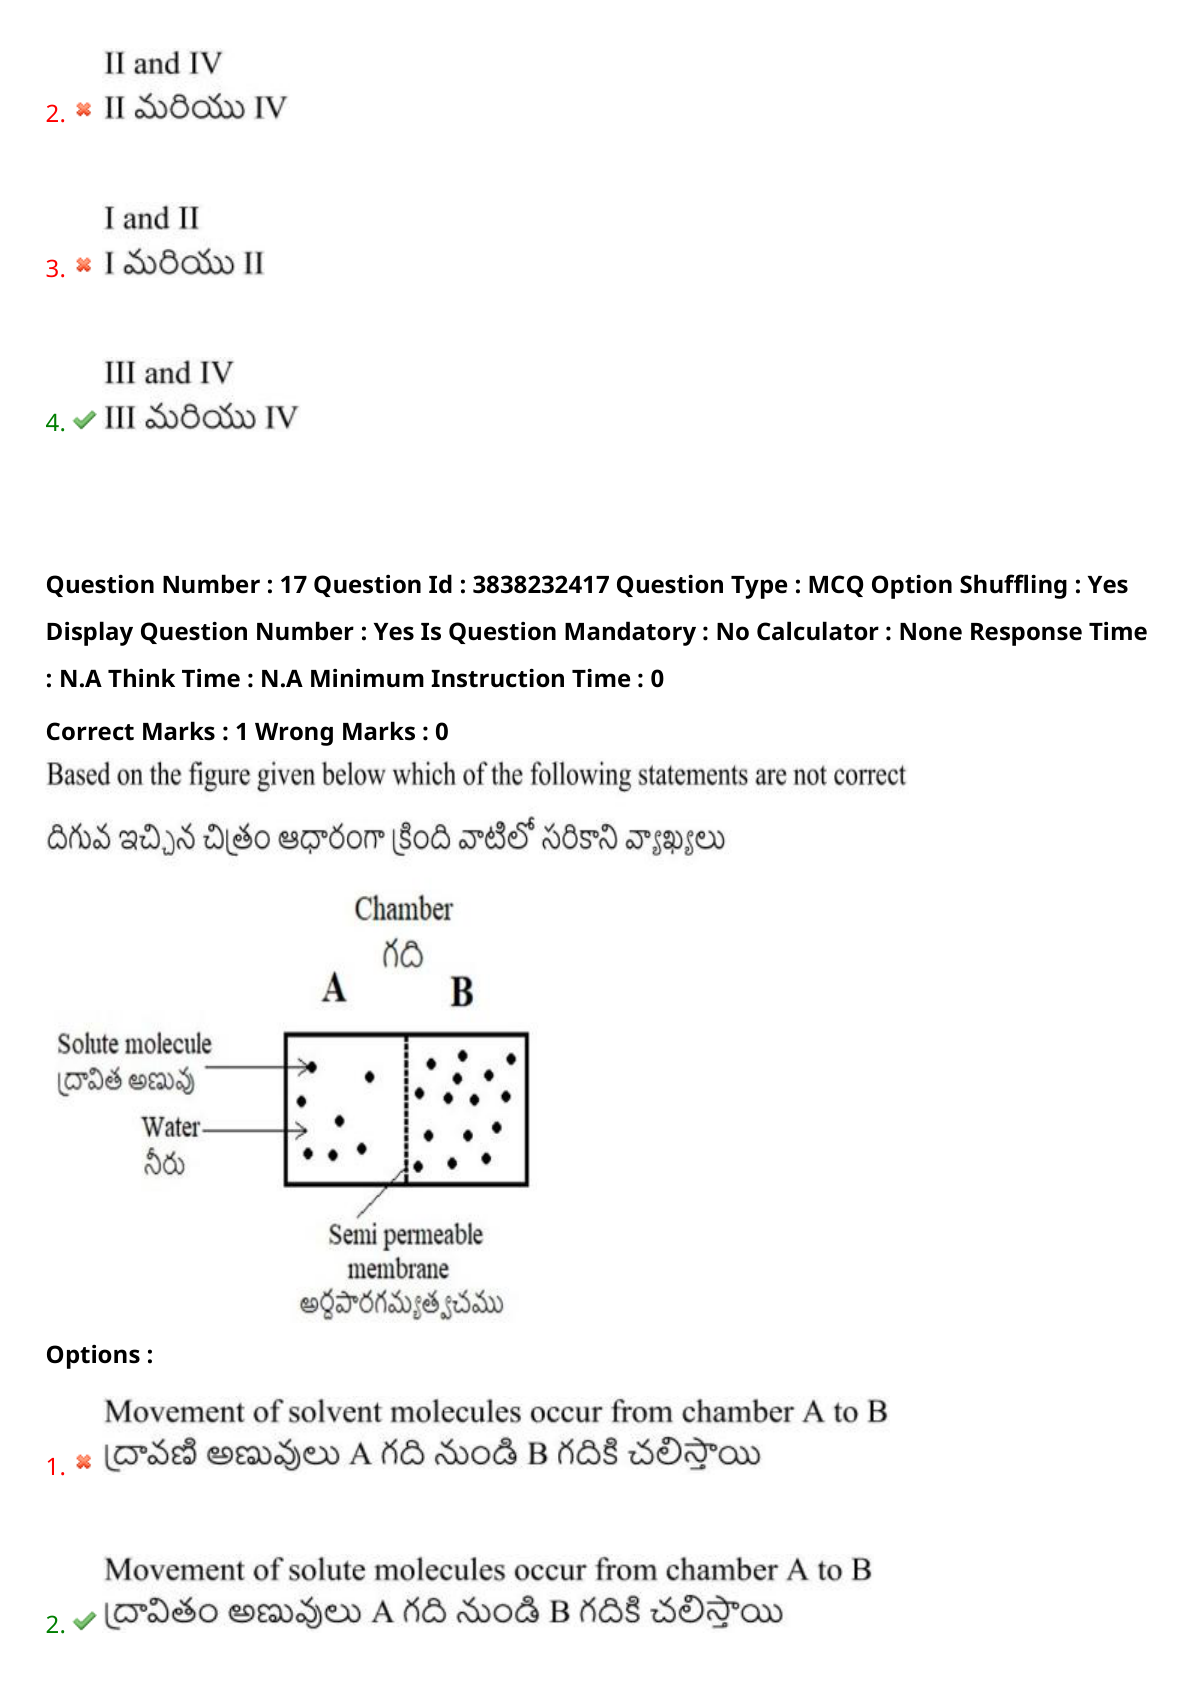 II and IV
2. II మరియు IV
I and II
3. I మరియు II
III and IV
4. III మరియు IV
Question Number : 17 Question Id : 3838232417 Question Type : MCQ Option Shuffling : Yes
Display Question Number : Yes Is Question Mandatory : No Calculator : None Response Time
: N.A Think Time : N.A Minimum Instruction Time : 0
Correct Marks : 1 Wrong Marks : 0
Based on the figure given below which of the following statements are not correct
దిగువ ఇచ్చిన చిత్రం ఆధారంగా క్రింది వాటిలో సరికాని వ్యాఖ్యలు
Chamber
గది
A B
Solute molecule
ద్రావిత అణువు
Water
నీరు
Semi permeable
membrane
అర్ధపారగమ్యత్వచము
Options :
Movement of solvent molecules occur from chamber A to B
1. ద్రావణి అణువులు A గది నుండి B గదికి చలిస్తాయి
Movement of solute molecules occur from chamber A to B
2. ద్రావితం అణువులు A గది నుండి B గదికి చలిస్తాయి